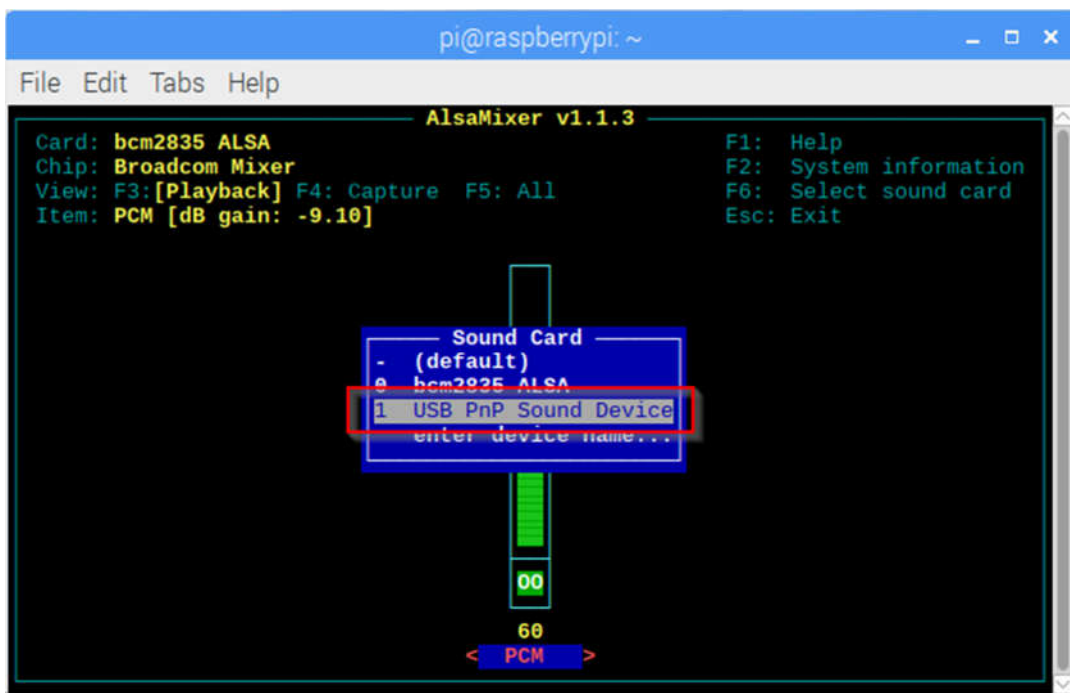 pi@raspberrypi: ~
File Edit Tabs Help
AlsaMixer v1.1.3
Card: bcm2835 ALSA F1: Help
Chip: Broadcom Mixer F2: System information
View: F3:[Playback] F4: Capture F5: All F6: Select sound card
Item: PCM [dB gain: -9.10] Esc: Exit
Sound Card
- (default)
0 bcm2835 ALSA
1 USB PnP Sound Device
enter device name...
OO
60
< PCM >